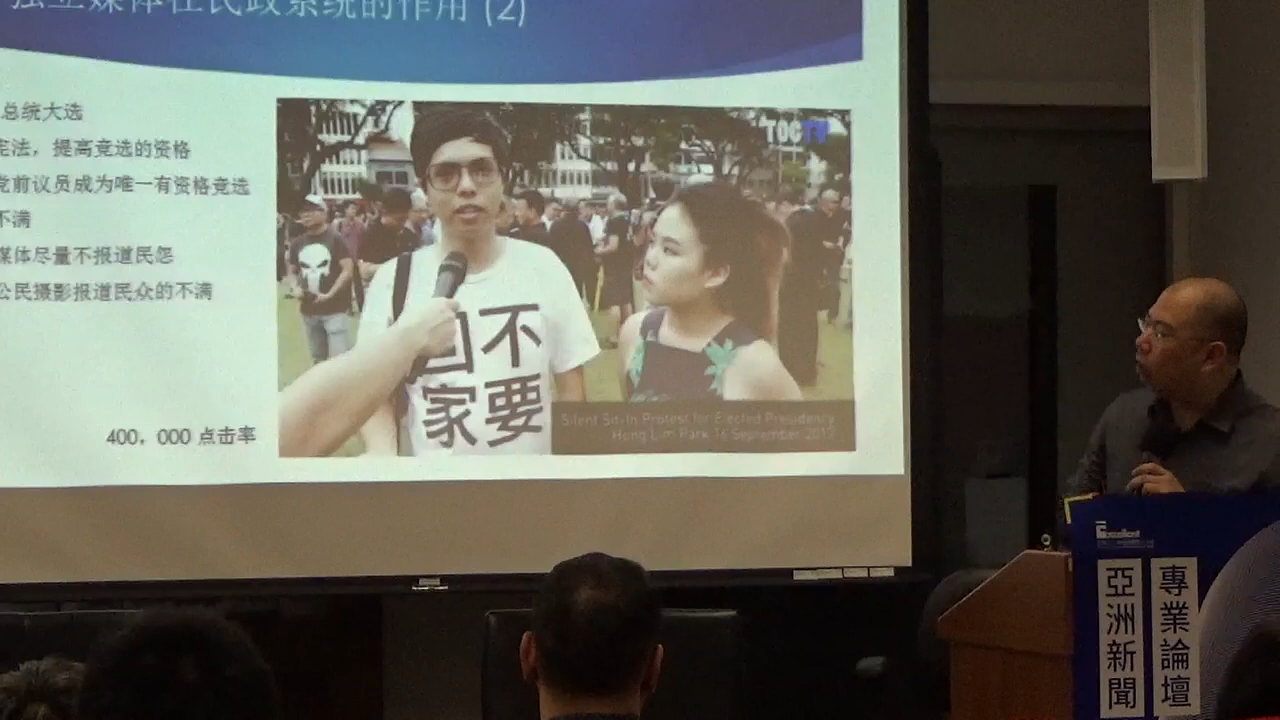 独立媒体在民政系统的作用 (2)
总统大选
宪法，提高竞选的资格
党前议员成为唯一有资格竞选
不满
媒体尽量不报道民怨
公民摄影报道民众的不满
400，000 点击率
TOCTV
不要
回家
Silent Sit-In Protest for Elected Presidency
Hong Lim Park 16 September 2017
Excellent
專業論壇
亞洲新聞